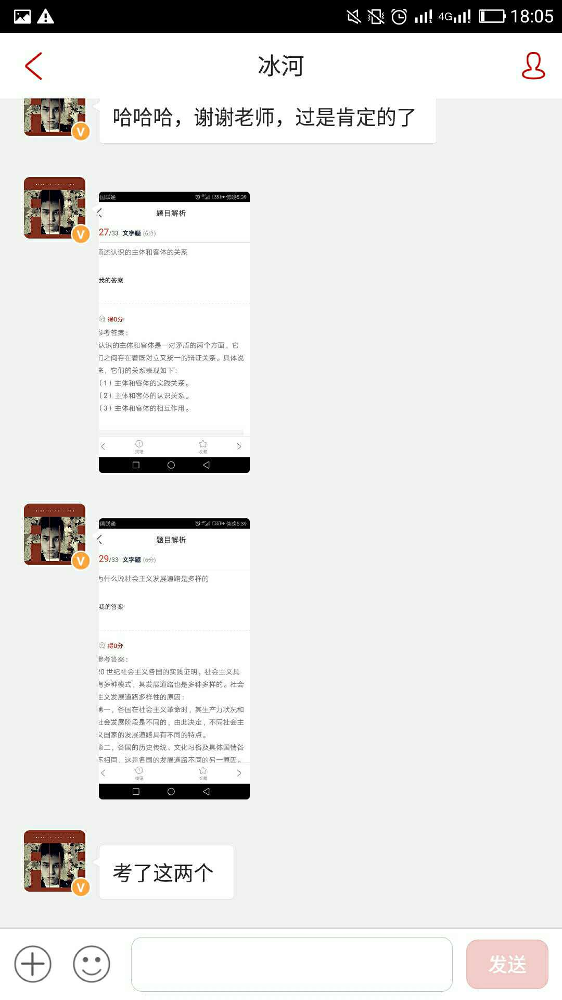 4G 18:05
冰河
哈哈哈，谢谢老师，过是肯定的了
国联通 55 傍晚5:39
题目解析
27/33 文字题 (6分)
简述认识的主体和客体的关系
我的答案
得0分
参考答案：
认识的主体和客体是一对矛盾的两个方面，它
们之间存在着既对立又统一的辩证关系。具体说
来，它们的关系表现如下：
（1）主体和客体的实践关系。
（2）主体和客体的认识关系。
（3）主体和客体的相互作用。
收藏
国联通 55 傍晚5:39
题目解析
29/33 文字题 (6分)
为什么说社会主义发展道路是多样的
我的答案
得0分
参考答案：
20 世纪社会主义各国的实践证明，社会主义具
有多种模式，其发展道路也是多种多样的。社会
主义发展道路多样性的原因：
第一，各国在社会主义革命时，其生产力状况和
社会发展阶段是不同的，由此决定，不同社会主
义国家的发展道路具有不同的特点。
第二，各国的历史传统、文化习俗及具体国情各
不相同，这是各国的发展道路不同的另一原因。
收藏
考了这两个
发送